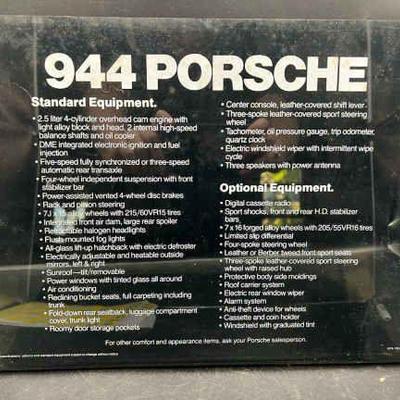 944 PORSCHE
Standard Equipment.
• 2.5 liter 4-cylinder overhead cam engine with
light alloy block and head. 2 internal high-speed
balance shafts and oil cooler
• DME integrated electronic ignition and fuel
injection
• Five-speed fully synchronized or three-speed
automatic rear transaxle
• Four-wheel independent suspension with front
stabilizer bar
• Power-assisted vented 4-wheel disc brakes
• Rack and pinion steering
• 7J x 15 alloy wheels with 215/60VR15 tires
• Integrated front air dam, large rear spoiler
• Retractable halogen headlights
• Flush mounted fog lights
• All-glass lift-up hatchback with electric defroster
• Electrically adjustable and heatable outside
mirrors, left & right
• Sunroof—tilt/removable
• Power windows with tinted glass all around
• Air conditioning
• Reclining bucket seats, full carpeting including
trunk
• Fold-down rear seatback, luggage compartment
cover, trunk light
• Roomy door storage pockets
• Center console, leather-covered shift lever
• Three-spoke leather-covered sport steering
wheel
• Tachometer, oil pressure gauge, trip odometer,
quartz clock
• Electric windshield wiper with intermittent wipe
cycle
• Three speakers with power antenna
Optional Equipment.
• Digital cassette radio
• Sport shocks, front and rear H.D. stabilizer
bars
• 7 x 16 forged alloy wheels with 205/55VR16 tires
• Limited slip differential
• Four-spoke steering wheel
• Leather or Berber tweed front sport seats
• Three-spoke leather-covered sport steering
wheel with raised hub
• Protective body side moldings
• Roof carrier system
• Electric rear window wiper
• Alarm system
• Anti-theft device for wheels
• Cassette and coin holder
• Windshield with graduated tint
For other comfort and appearance items, ask your Porsche salesperson.